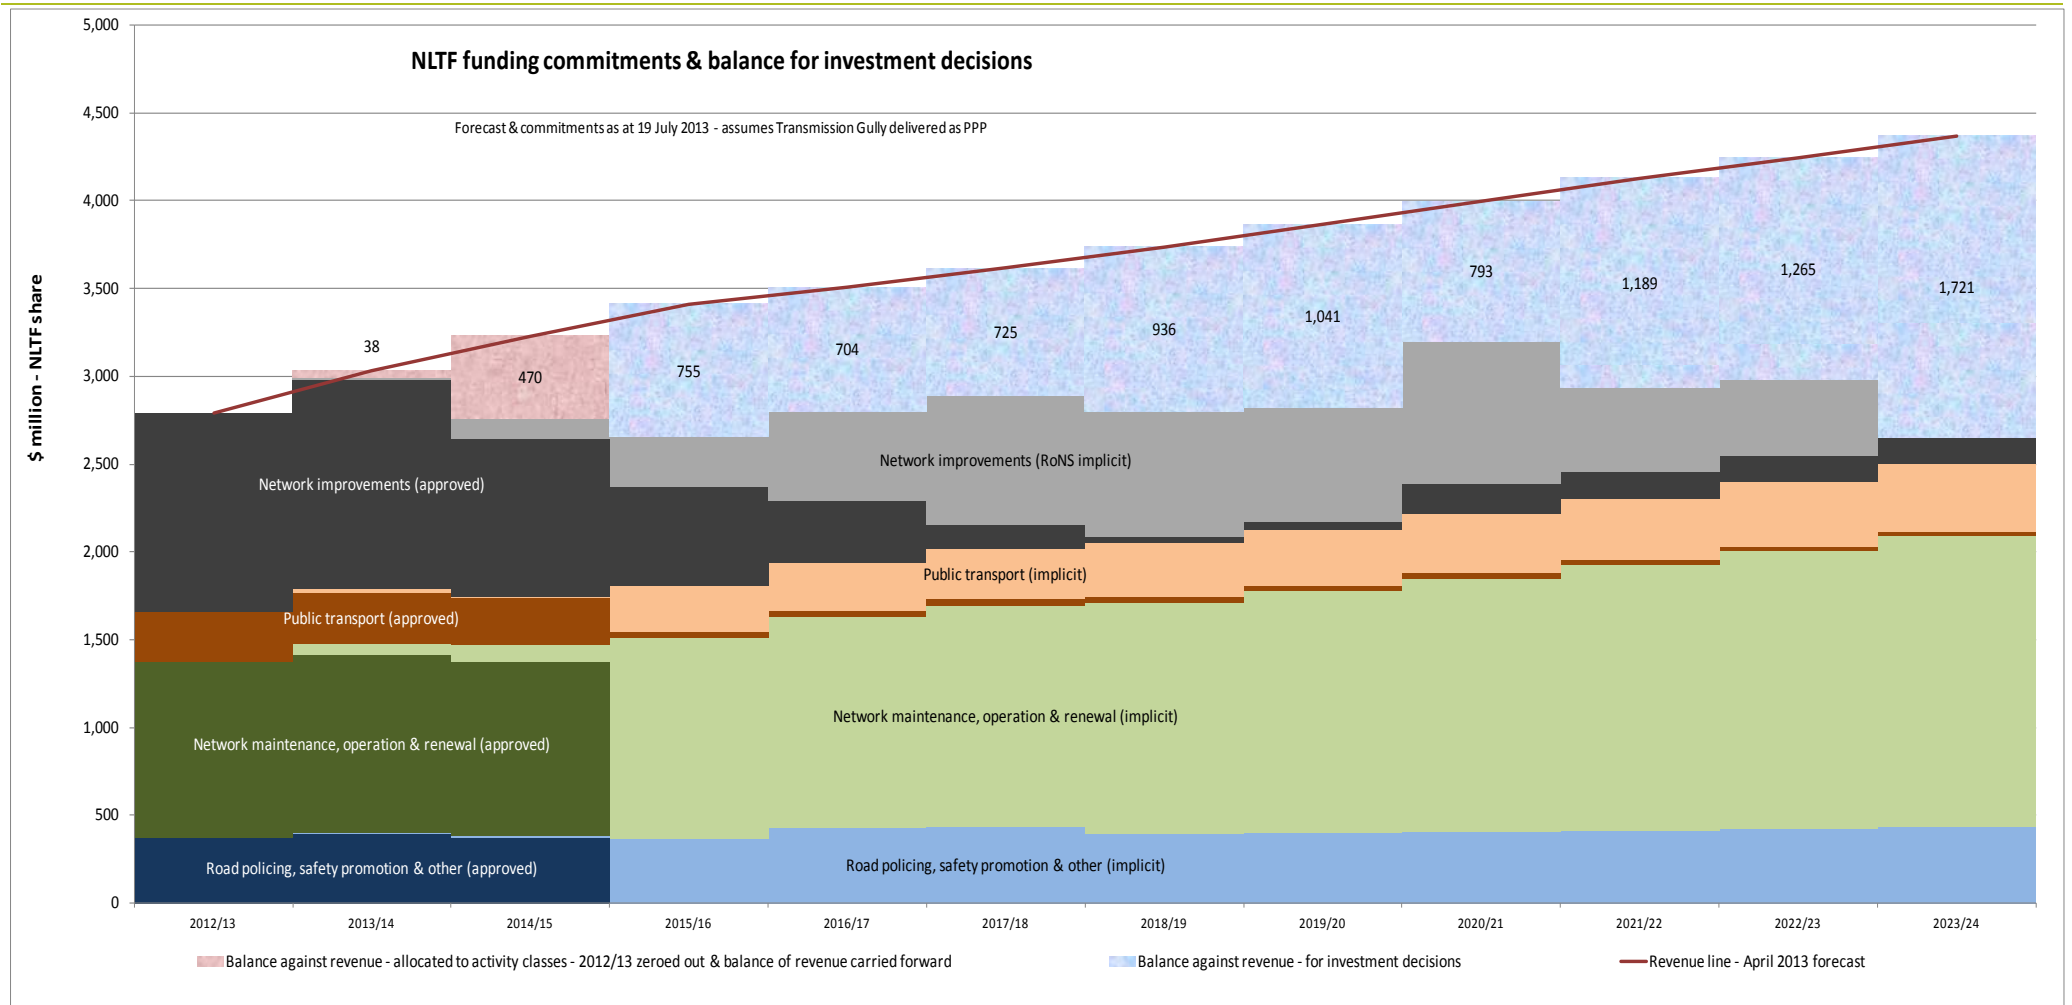 NLTF funding commitments & balance for investment decisions
Forecast & commitments as at 19 July 2013 - assumes Transmission Gully delivered as PPP
$ million - NLTF share
5,000
4,500
4,000
3,500
3,000
2,500
2,000
1,500
1,000
500
0
38
470
755
704
725
936
1,041
793
1,189
1,265
1,721
Network improvements (approved)
Network improvements (RoNS implicit)
Public transport (approved)
Public transport (implicit)
Network maintenance, operation & renewal (approved)
Network maintenance, operation & renewal (implicit)
Road policing, safety promotion & other (approved)
Road policing, safety promotion & other (implicit)
2012/13
2013/14
2014/15
2015/16
2016/17
2017/18
2018/19
2019/20
2020/21
2021/22
2022/23
2023/24
Balance against revenue - allocated to activity classes - 2012/13 zeroed out & balance of revenue carried forward
Balance against revenue - for investment decisions
Revenue line - April 2013 forecast